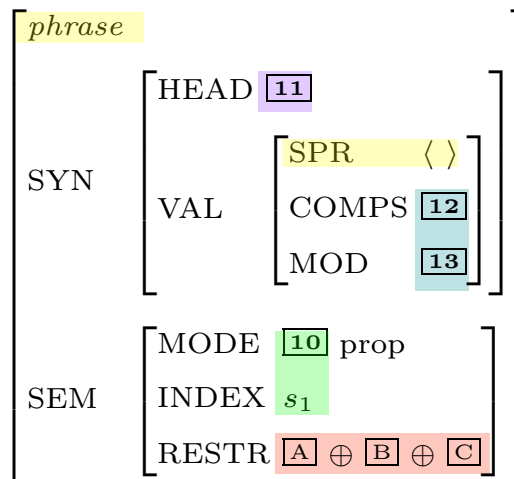 phrase
HEAD 11
SPR ⟨ ⟩
SYN
VAL
COMPS 12
MOD 13
MODE 10 prop
SEM
INDEX s₁
RESTR A ⊕ B ⊕ C